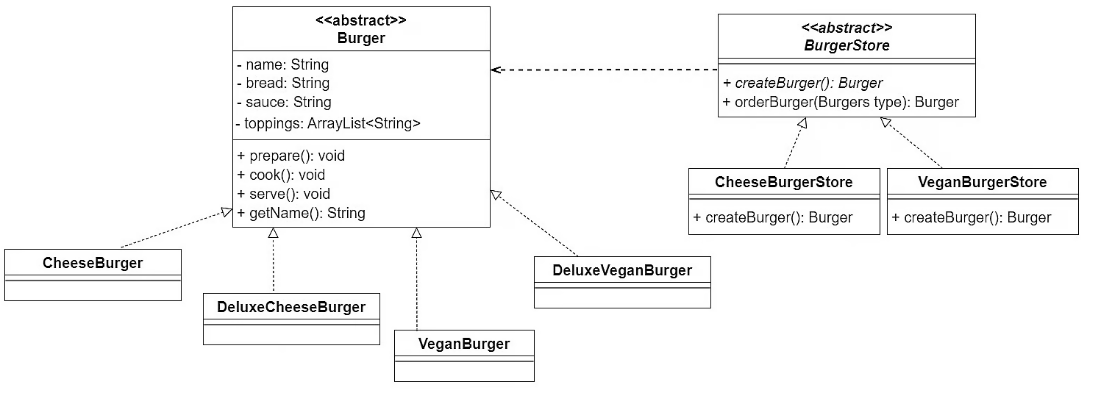 <<abstract>>
Burger
- name: String
- bread: String
- sauce: String
- toppings: ArrayList<String>
+ prepare(): void
+ cook(): void
+ serve(): void
+ getName(): String
<<abstract>>
BurgerStore
+ createBurger(): Burger
+ orderBurger(Burgers type): Burger
CheeseBurgerStore
+ createBurger(): Burger
VeganBurgerStore
+ createBurger(): Burger
CheeseBurger
DeluxeCheeseBurger
VeganBurger
DeluxeVeganBurger